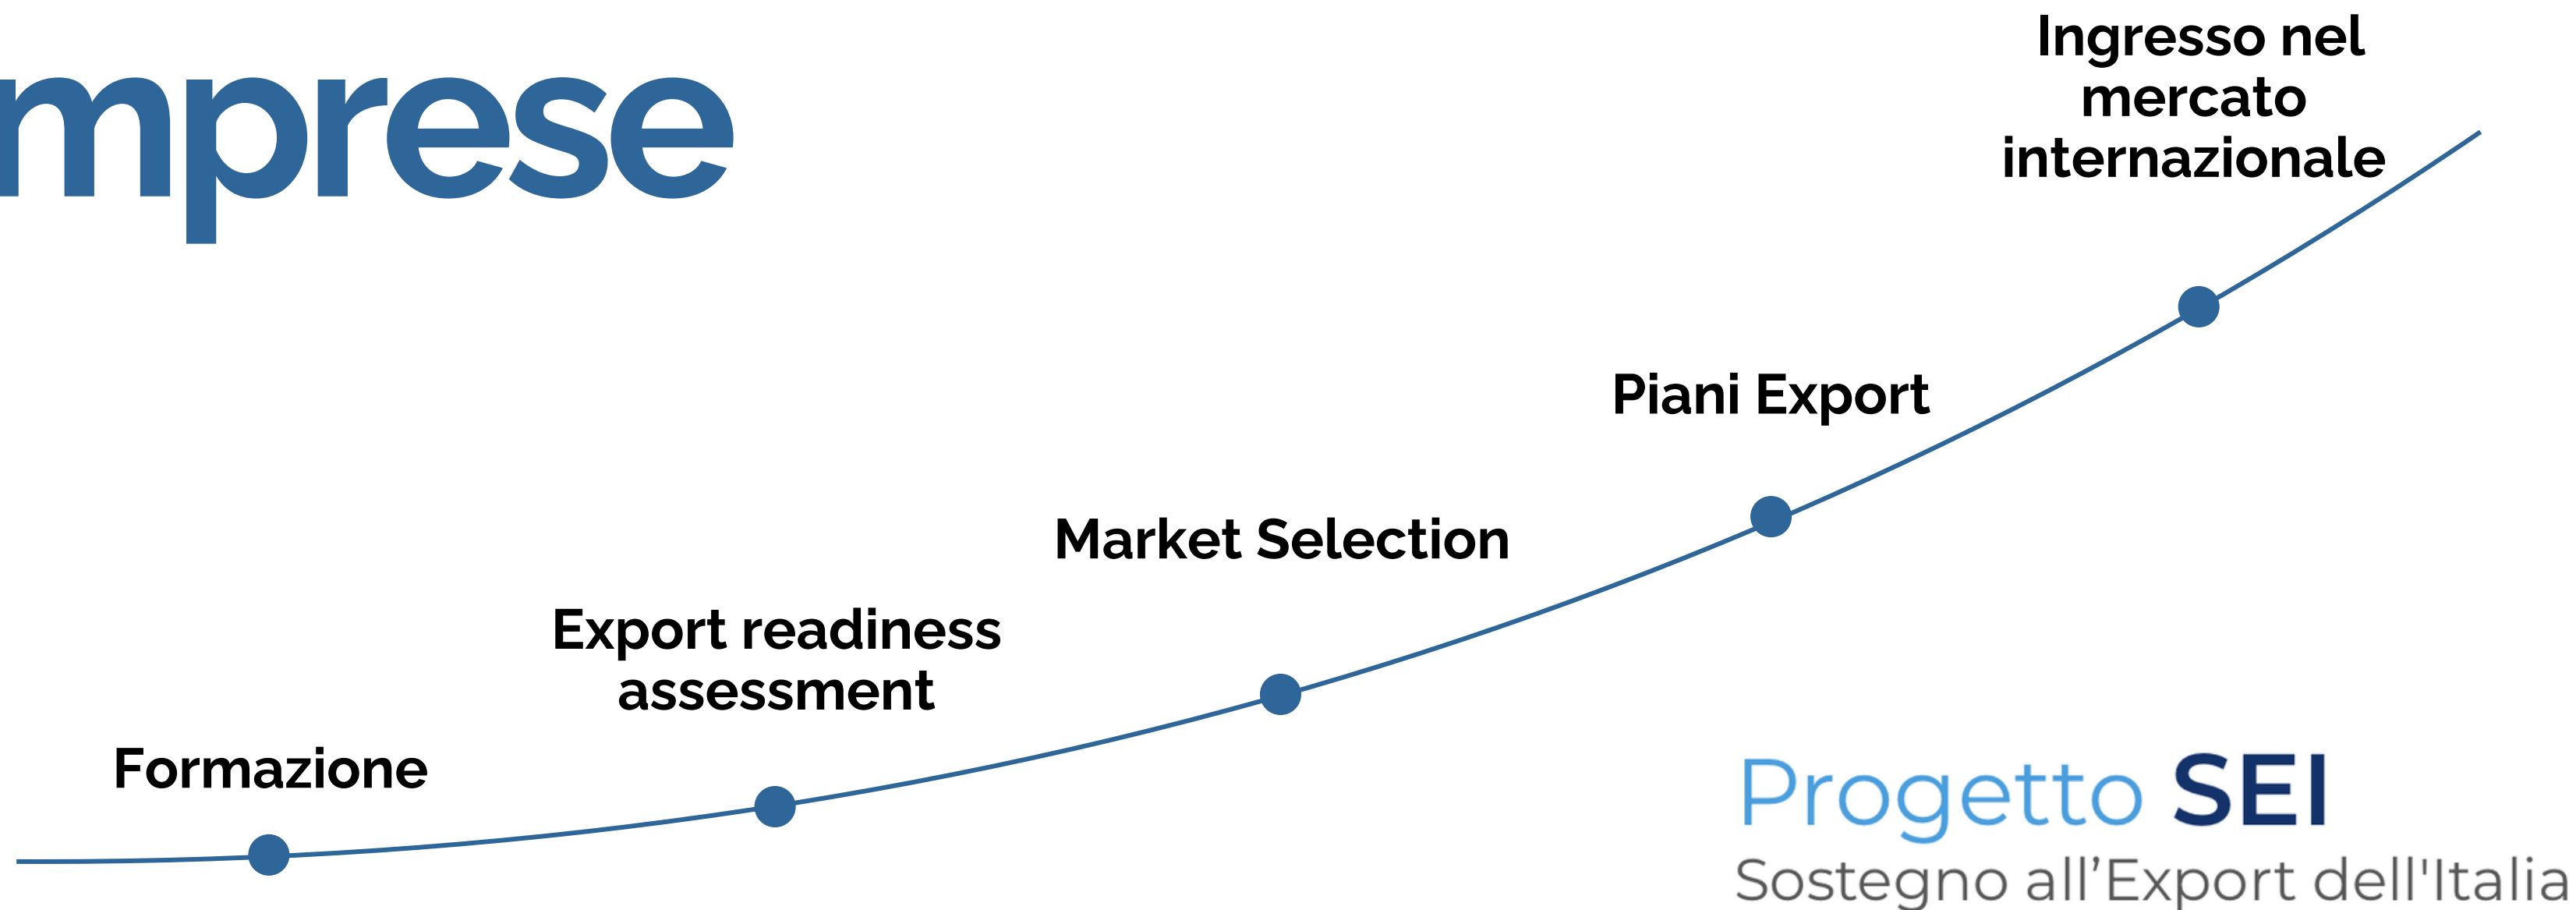 mprese
Ingresso nel
mercato
internazionale
Piani Export
Market Selection
Export readiness
assessment
Formazione
Progetto SEI
Sostegno all’Export dell'Italia